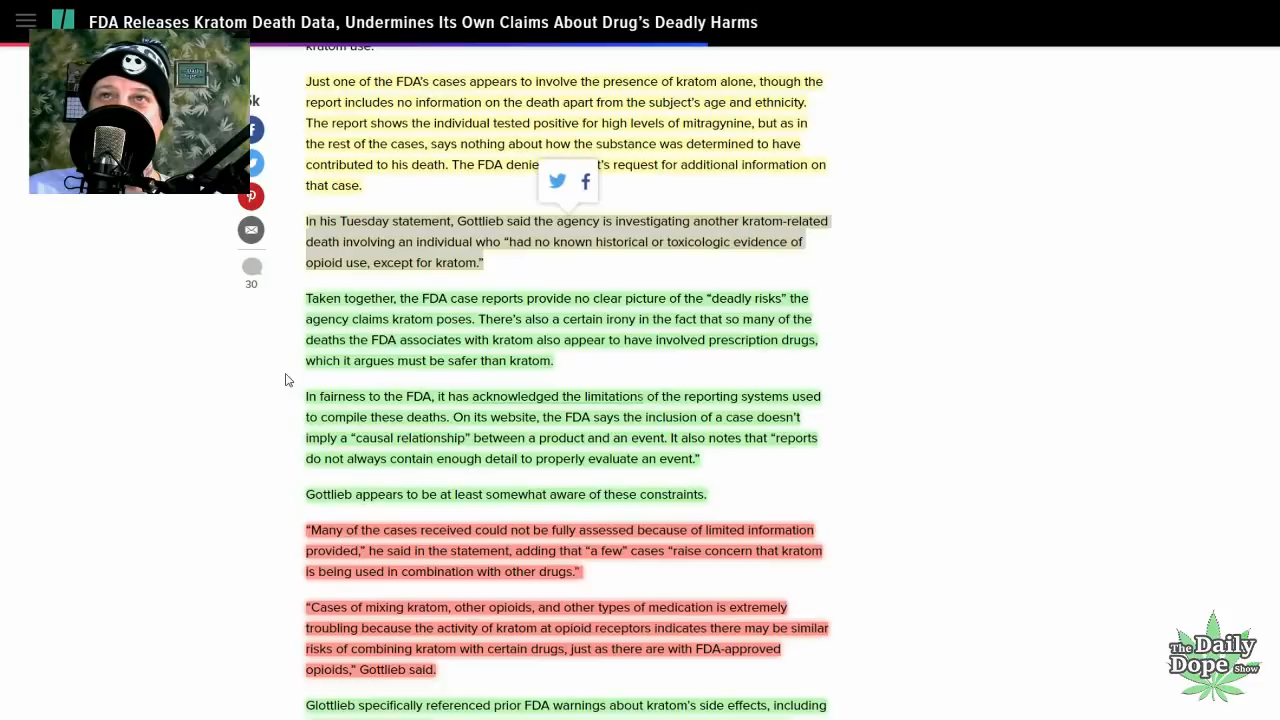 FDA Releases Kratom Death Data, Undermines Its Own Claims About Drug's Deadly Harms
kratom use.
Just one of the FDA's cases appears to involve the presence of kratom alone, though the
report includes no information on the death apart from the subject's age and ethnicity.
The report shows the individual tested positive for high levels of mitragynine, but as in
the rest of the cases, says nothing about how the substance was determined to have
contributed to his death. The FDA denie 's request for additional information on
that case.
In his Tuesday statement, Gottlieb said the agency is investigating another kratom-related
death involving an individual who “had no known historical or toxicologic evidence of
opioid use, except for kratom.”
Taken together, the FDA case reports provide no clear picture of the “deadly risks” the
agency claims kratom poses. There's also a certain irony in the fact that so many of the
deaths the FDA associates with kratom also appear to have involved prescription drugs,
which it argues must be safer than kratom.
In fairness to the FDA, it has acknowledged the limitations of the reporting systems used
to compile these deaths. On its website, the FDA says the inclusion of a case doesn't
imply a “causal relationship” between a product and an event. It also notes that “reports
do not always contain enough detail to properly evaluate an event.”
Gottlieb appears to be at least somewhat aware of these constraints.
“Many of the cases received could not be fully assessed because of limited information
provided,” he said in the statement, adding that “a few” cases “raise concern that kratom
is being used in combination with other drugs.”
“Cases of mixing kratom, other opioids, and other types of medication is extremely
troubling because the activity of kratom at opioid receptors indicates there may be similar
risks of combining kratom with certain drugs, just as there are with FDA-approved
opioids,” Gottlieb said.
Glottlieb specifically referenced prior FDA warnings about kratom's side effects, including
30
The Daily
Dope Show